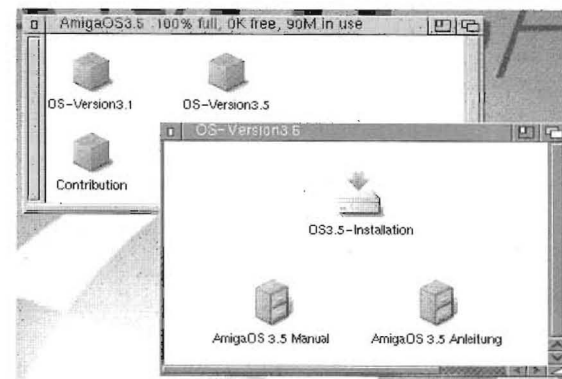 AmigaOS3.5 100% full, 0K free, 90M in use
OS-Version3.1
OS-Version3.5
Contribution
OS-Version3.5
OS3.5-Installation
AmigaOS 3.5 Manual
AmigaOS 3.5 Anleitung